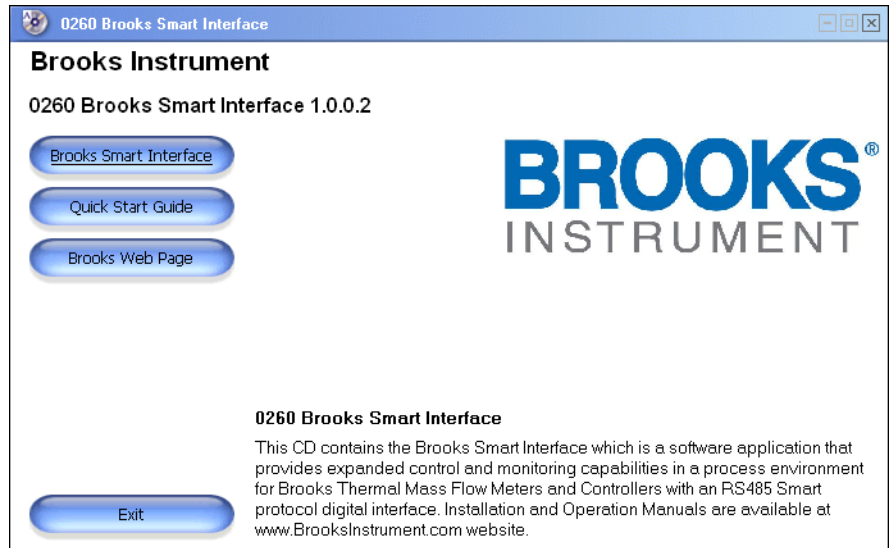 0260 Brooks Smart Interface
Brooks Instrument
0260 Brooks Smart Interface 1.0.0.2
Brooks Smart Interface
Quick Start Guide
Brooks Web Page
BROOKS®
INSTRUMENT
0260 Brooks Smart Interface
This CD contains the Brooks Smart Interface which is a software application that
provides expanded control and monitoring capabilities in a process environment
for Brooks Thermal Mass Flow Meters and Controllers with an RS485 Smart
protocol digital interface. Installation and Operation Manuals are available at
www.BrooksInstrument.com website.
Exit